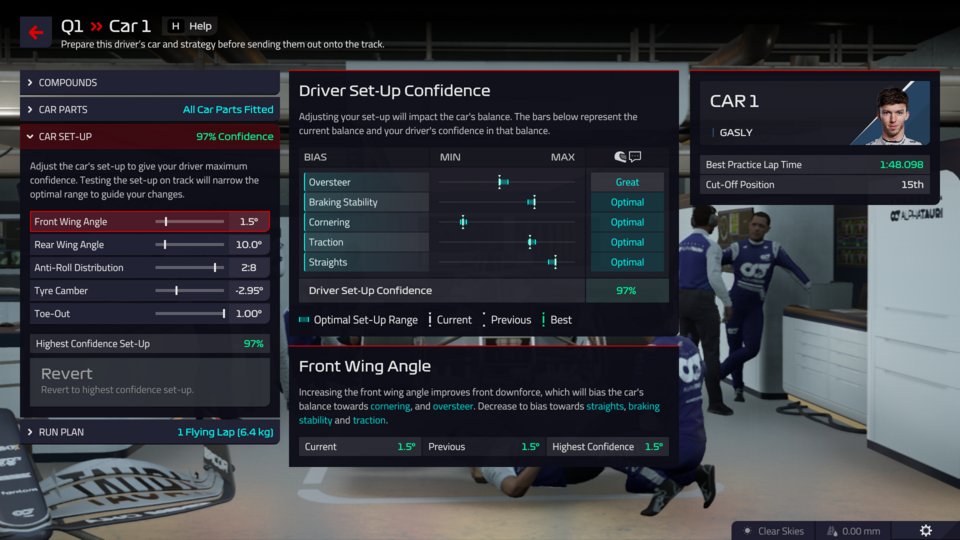 Q1 » Car 1 H Help
Prepare this driver's car and strategy before sending them out onto the track.
COMPOUNDS
CAR PARTS All Car Parts Fitted
CAR SET-UP 97% Confidence
Adjust the car's set-up to give your driver maximum
confidence. Testing the set-up on track will narrow the
optimal range to guide your changes.
Front Wing Angle 1.5°
Rear Wing Angle 10.0°
Anti-Roll Distribution 2:8
Tyre Camber -2.95°
Toe-Out 1.00°
Highest Confidence Set-Up 97%
Revert
Revert to highest confidence set-up.
RUN PLAN 1 Flying Lap (6.4 kg)
Driver Set-Up Confidence
Adjusting your set-up will impact the car's balance. The bars below represent the
current balance and your driver's confidence in that balance.
BIAS MIN MAX
Oversteer Great
Braking Stability Optimal
Cornering Optimal
Traction Optimal
Straights Optimal
Driver Set-Up Confidence 97%
Optimal Set-Up Range Current Previous Best
Front Wing Angle
Increasing the front wing angle improves front downforce, which will bias the car's
balance towards cornering, and oversteer. Decrease to bias towards straights, braking
stability and traction.
Current 1.5° Previous 1.5° Highest Confidence 1.5°
CAR 1
GASLY
Best Practice Lap Time 1:48.098
Cut-Off Position 15th
ALPHATAURI
Clear Skies 0.00 mm